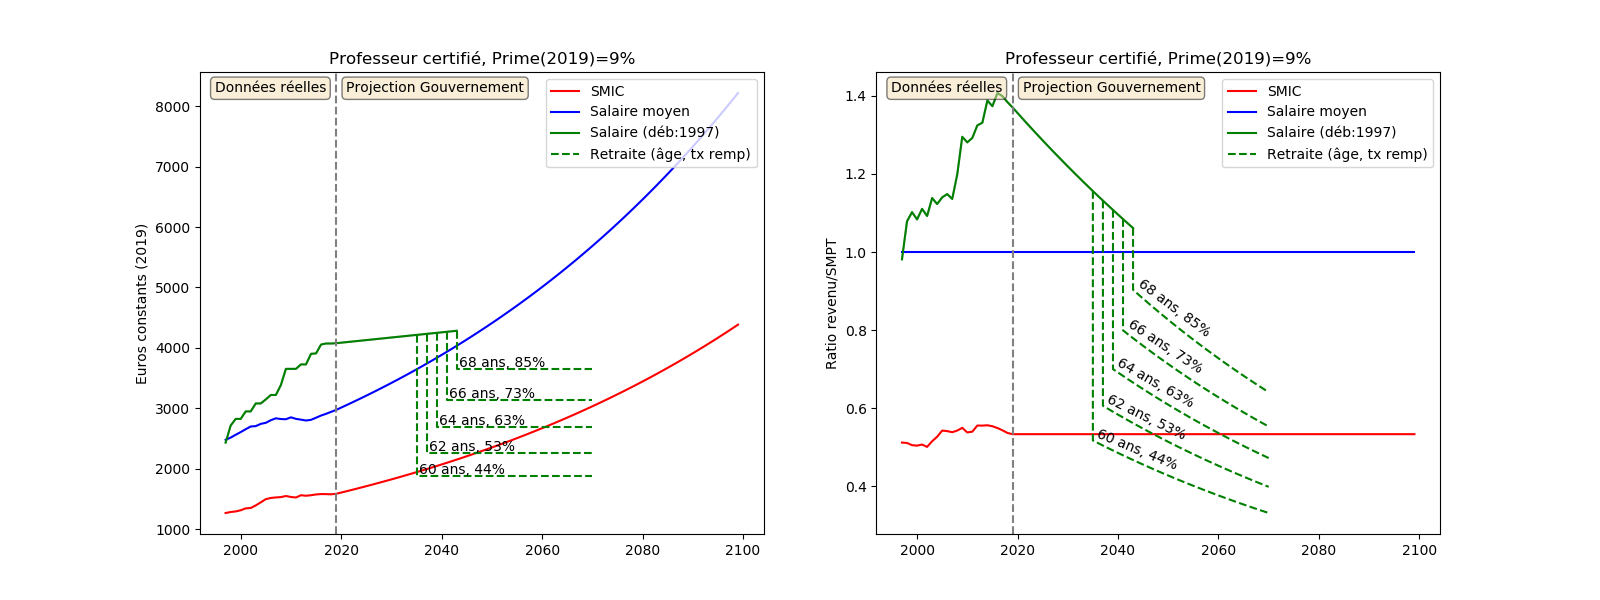 Professeur certifié, Prime(2019)=9%
Données réelles
Projection Gouvernement
SMIC
Salaire moyen
Salaire (déb:1997)
Retraite (âge, tx remp)
Euros constants (2019)
8000
7000
6000
5000
4000
3000
2000
1000
68 ans, 85%
66 ans, 73%
64 ans, 63%
62 ans, 53%
60 ans, 44%
2000
2020
2040
2060
2080
2100
Professeur certifié, Prime(2019)=9%
Données réelles
Projection Gouvernement
SMIC
Salaire moyen
Salaire (déb:1997)
Retraite (âge, tx remp)
Ratio revenu/SMPT
1.4
1.2
1.0
0.8
0.6
0.4
68 ans, 85%
66 ans, 73%
64 ans, 63%
62 ans, 53%
60 ans, 44%
2000
2020
2040
2060
2080
2100